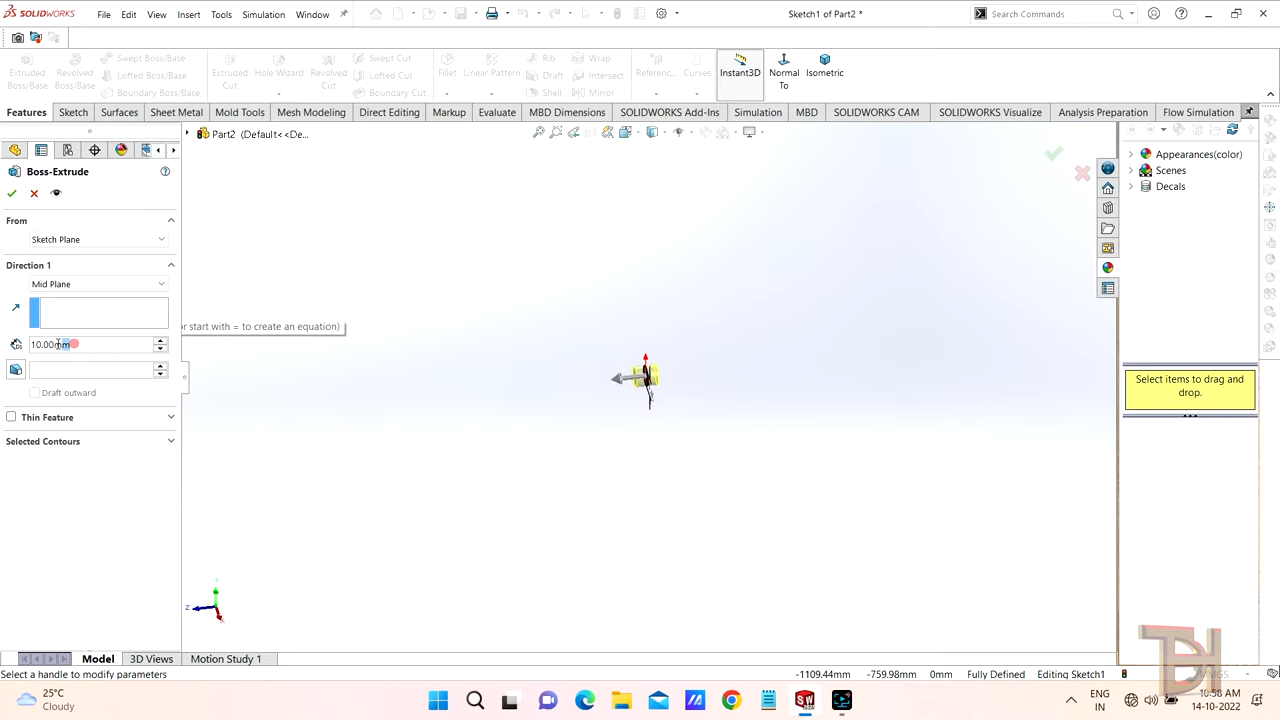 SOLIDWORKS File Edit View Insert Tools Simulation Window Sketch1 of Part2 * Search Commands
Extruded Boss/Base Revolved Boss/Base Swept Boss/Base Lofted Boss/Base Boundary Boss/Base Extruded Cut Hole Wizard Revolved Cut Swept Cut Lofted Cut Boundary Cut Fillet Linear Pattern Rib Draft Shell Wrap Intersect Mirror Referenc... Curves Instant3D Normal To Isometric
Features Sketch Surfaces Sheet Metal Mold Tools Mesh Modeling Direct Editing Markup Evaluate MBD Dimensions SOLIDWORKS Add-Ins Simulation MBD SOLIDWORKS CAM SOLIDWORKS Visualize Analysis Preparation Flow Simulation
Part2 (Default<<De...
Appearances(color)
Scenes
Decals
Boss-Extrude
From
Sketch Plane
Direction 1
Mid Plane
r start with = to create an equation)
10.00mm
Draft outward
Thin Feature
Selected Contours
Select items to drag and
drop.
Y
Z
Model 3D Views Motion Study 1
Select a handle to modify parameters -1109.44mm -759.98mm 0mm Fully Defined Editing Sketch1
25°C
Cloudy
ENG
IN
10:58 AM
14-10-2022